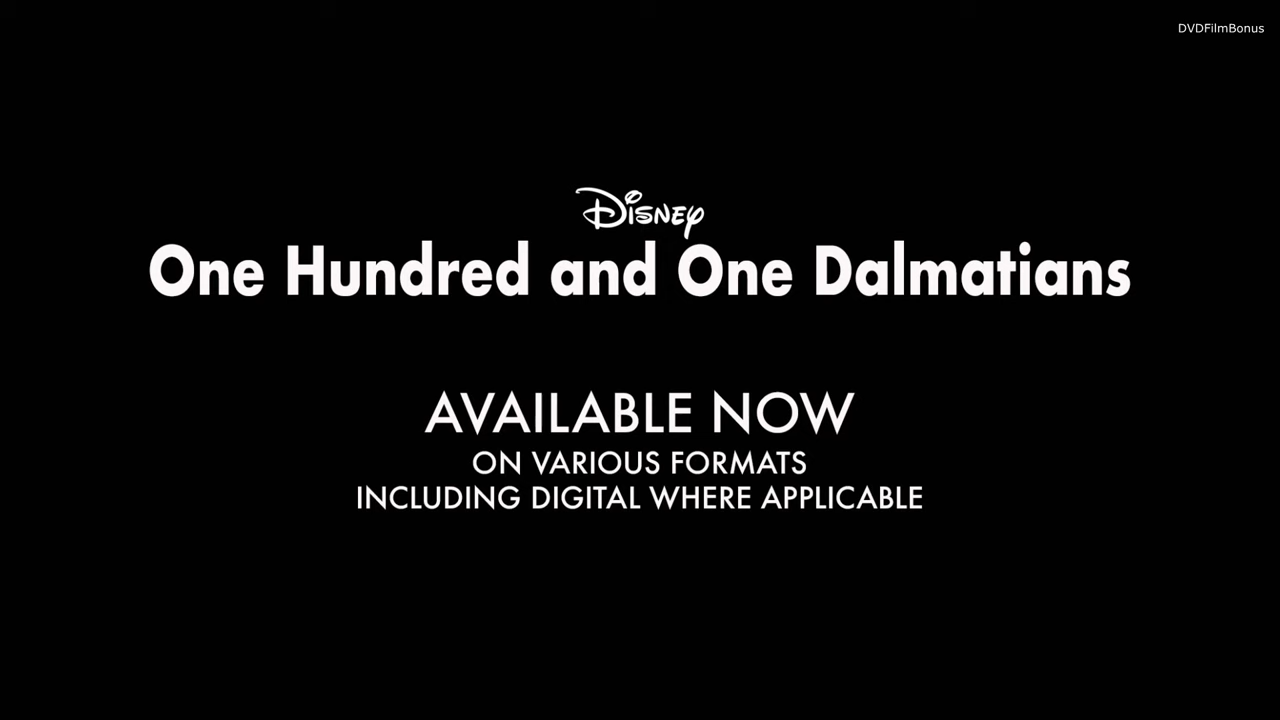 DVDFilmBonus
Disney
One Hundred and One Dalmatians
AVAILABLE NOW
ON VARIOUS FORMATS
INCLUDING DIGITAL WHERE APPLICABLE